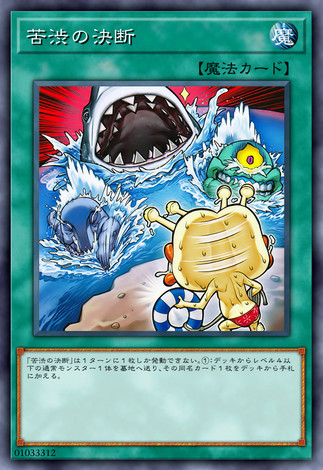 苦渋の決断
魔
【魔法カード】
「苦渋の決断」は1ターンに1枚しか発動できない。①：デッキからレベル4以
下の通常モンスター1体を墓地へ送り、その同名カード1枚をデッキから手札
に加える。
01033312